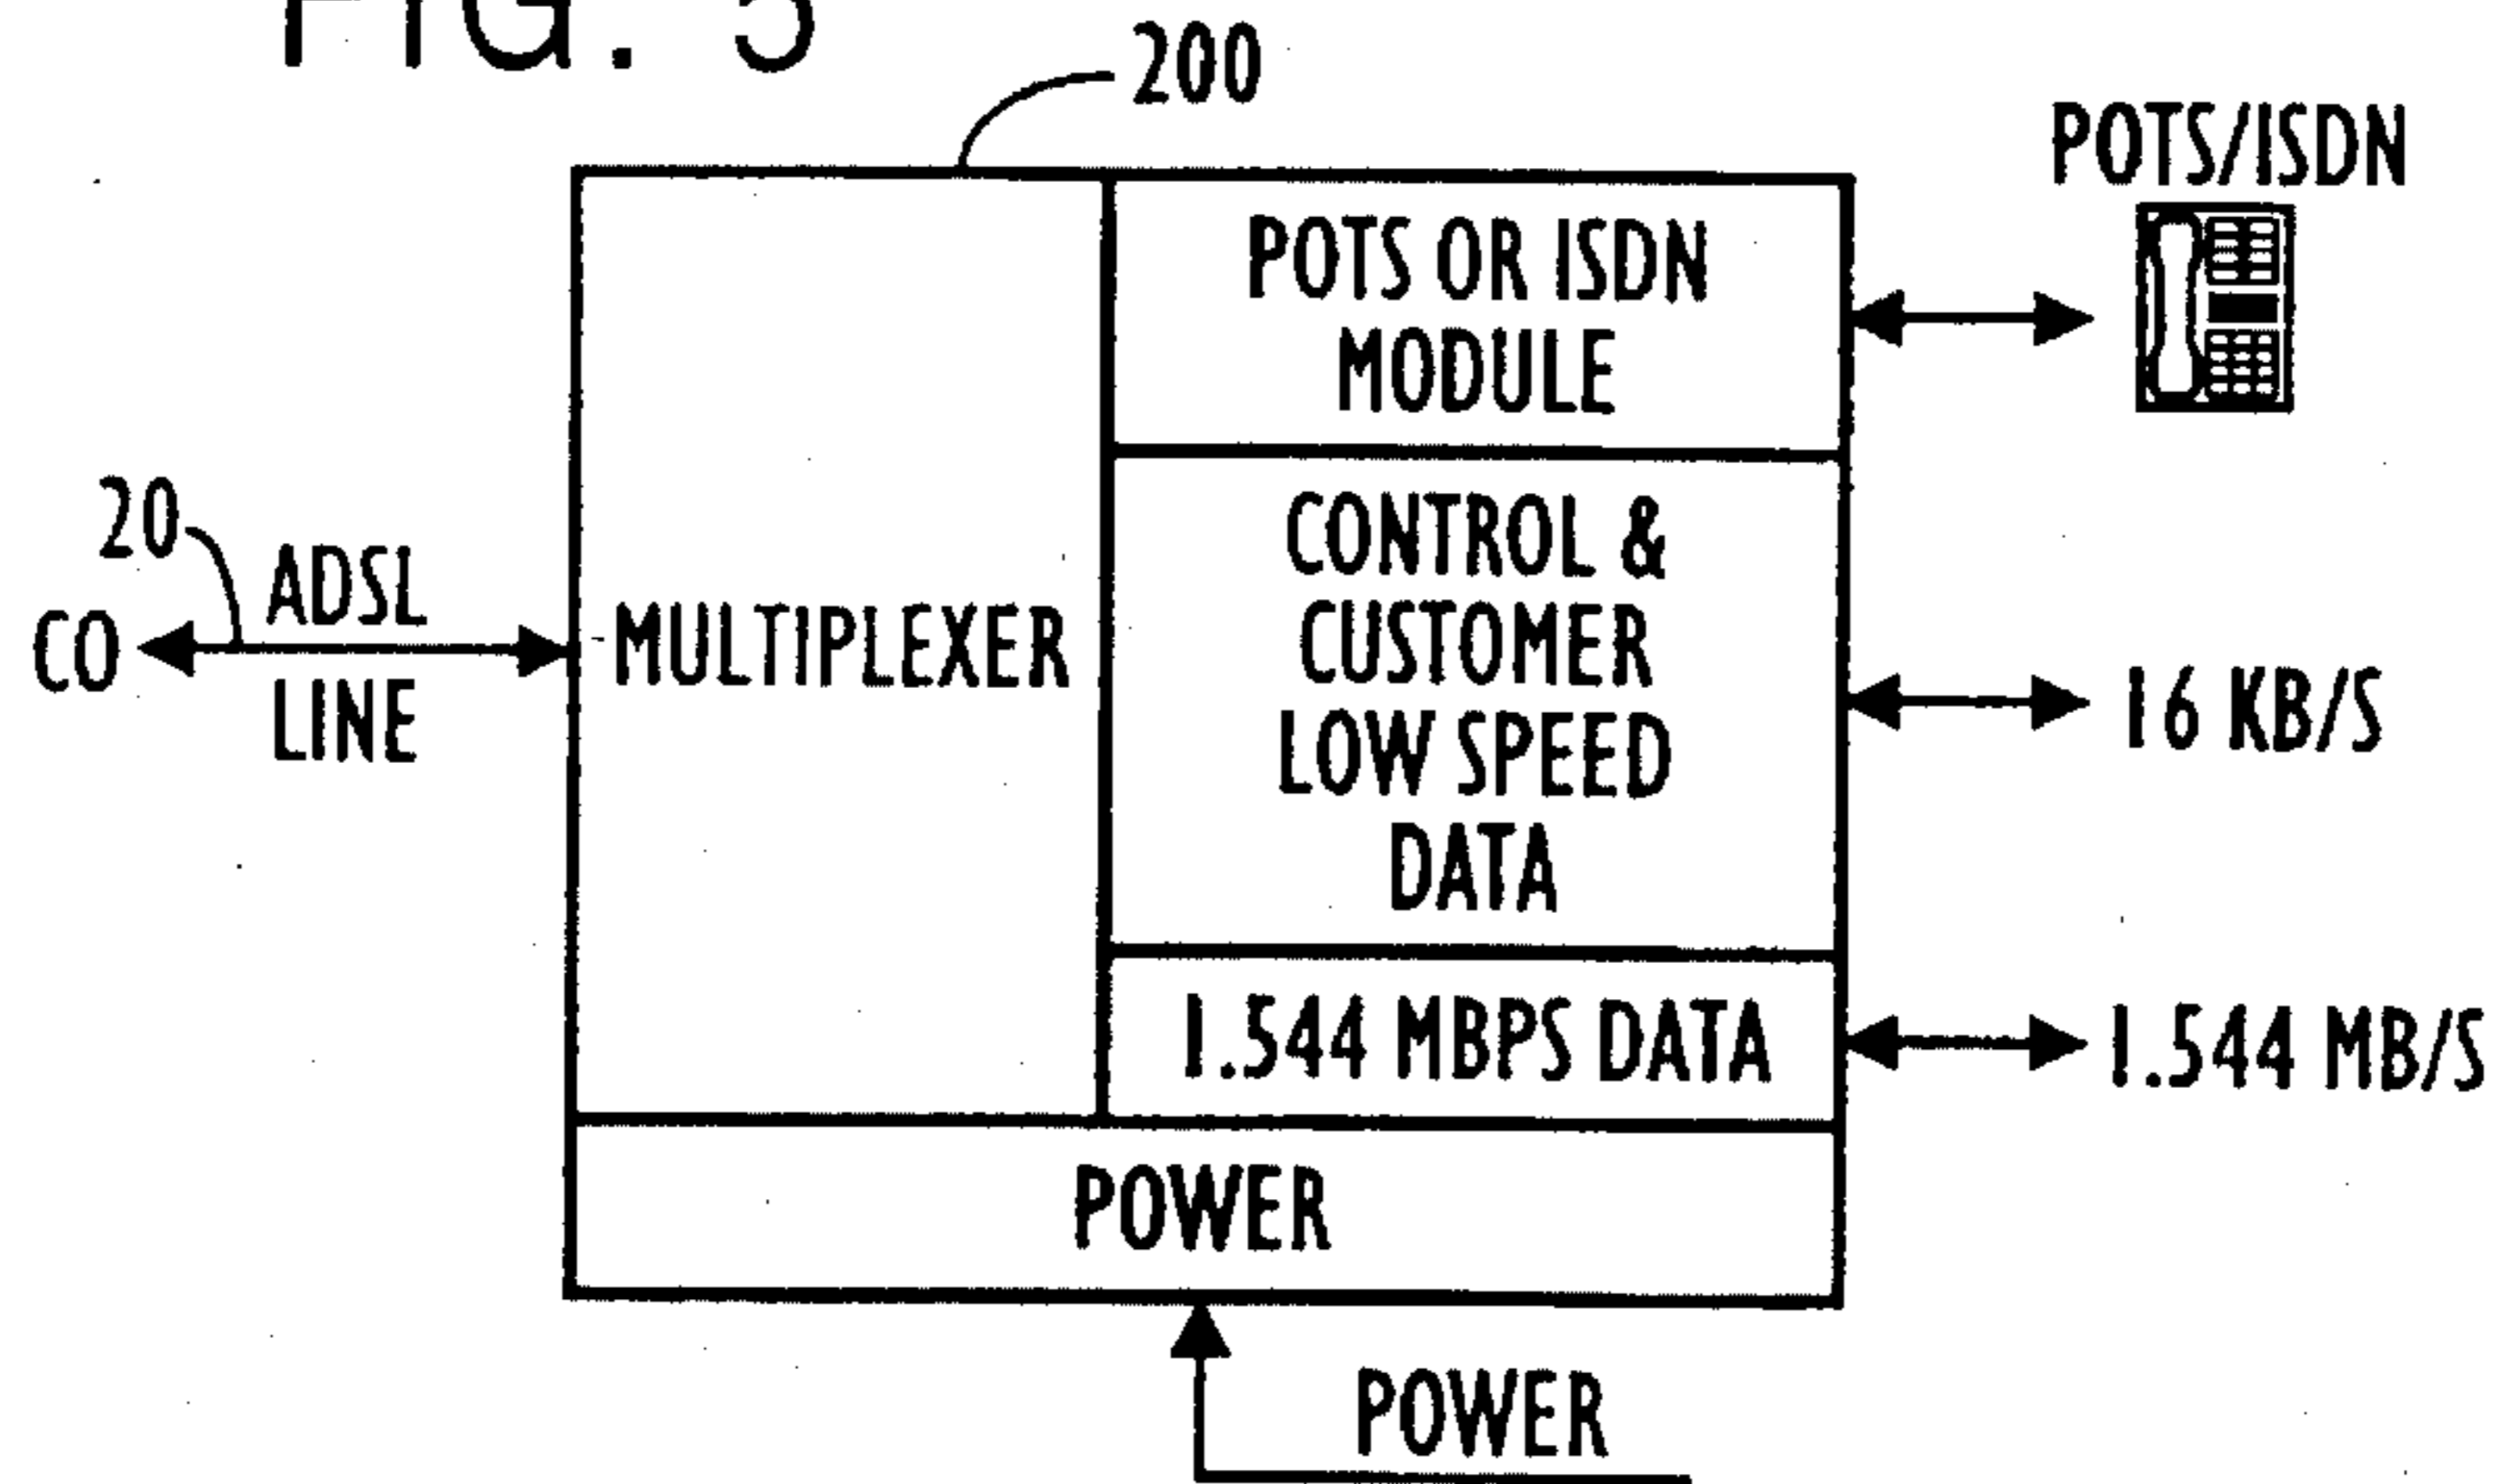 FIG. 5
200
POTS/ISDN
POTS OR ISDN
MODULE
20
ADSL
CO
LINE
MULTIPLEXER
CONTROL &
CUSTOMER
LOW SPEED
DATA
16 KB/S
1.544 MBPS DATA
1.544 MB/S
POWER
POWER